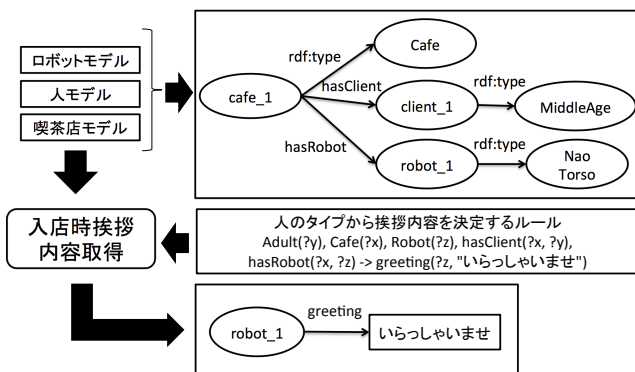 ロボットモデル
人モデル
喫茶店モデル
cafe_1
rdf:type
Cafe
hasClient
client_1
rdf:type
MiddleAge
hasRobot
robot_1
rdf:type
Nao
Torso
入店時挨拶
内容取得
人のタイプから挨拶内容を決定するルール
Adult(?y), Cafe(?x), Robot(?z), hasClient(?x, ?y),
hasRobot(?x, ?z) -> greeting(?z, "いらっしゃいませ")
robot_1
greeting
いらっしゃいませ